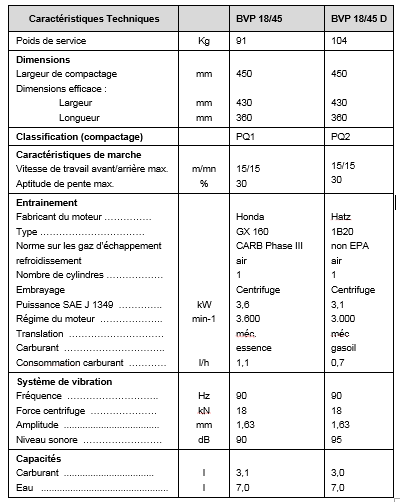 Caractéristiques Techniques BVP 18/45 BVP 18/45 D
Poids de service Kg 91 104
Dimensions
Largeur de compactage mm 450 450
Dimensions efficace :
Largeur mm 430 430
Longueur mm 360 360
Classification (compactage) PQ1 PQ2
Caractéristiques de marche
Vitesse de travail avant/arrière max. m/mn 15/15 15/15
Aptitude de pente max. % 30 30
Entrainement
Fabricant du moteur …………… Honda Hatz
Type …………………………… GX 160 1B20
Norme sur les gaz d'échappement CARB Phase III non EPA
refroidissement air air
Nombre de cylindres ……………. 1 1
Embrayage Centrifuge Centrifuge
Puissance SAE J 1349 ………….. kW 3,6 3,1
Régime du moteur ……………….. min-1 3.600 3.000
Translation …………………………. méc. méc
Carburant ………………………… essence gasoil
Consommation carburant ………… l/h 1,1 0,7
Système de vibration
Fréquence ……………………….. Hz 90 90
Force centrifuge ………………… kN 18 18
Amplitude ...................................... mm 1,63 1,63
Niveau sonore ……………………. dB 90 95
Capacités
Carburant .................................... l 3,1 3,0
Eau .................................................. l 7,0 7,0